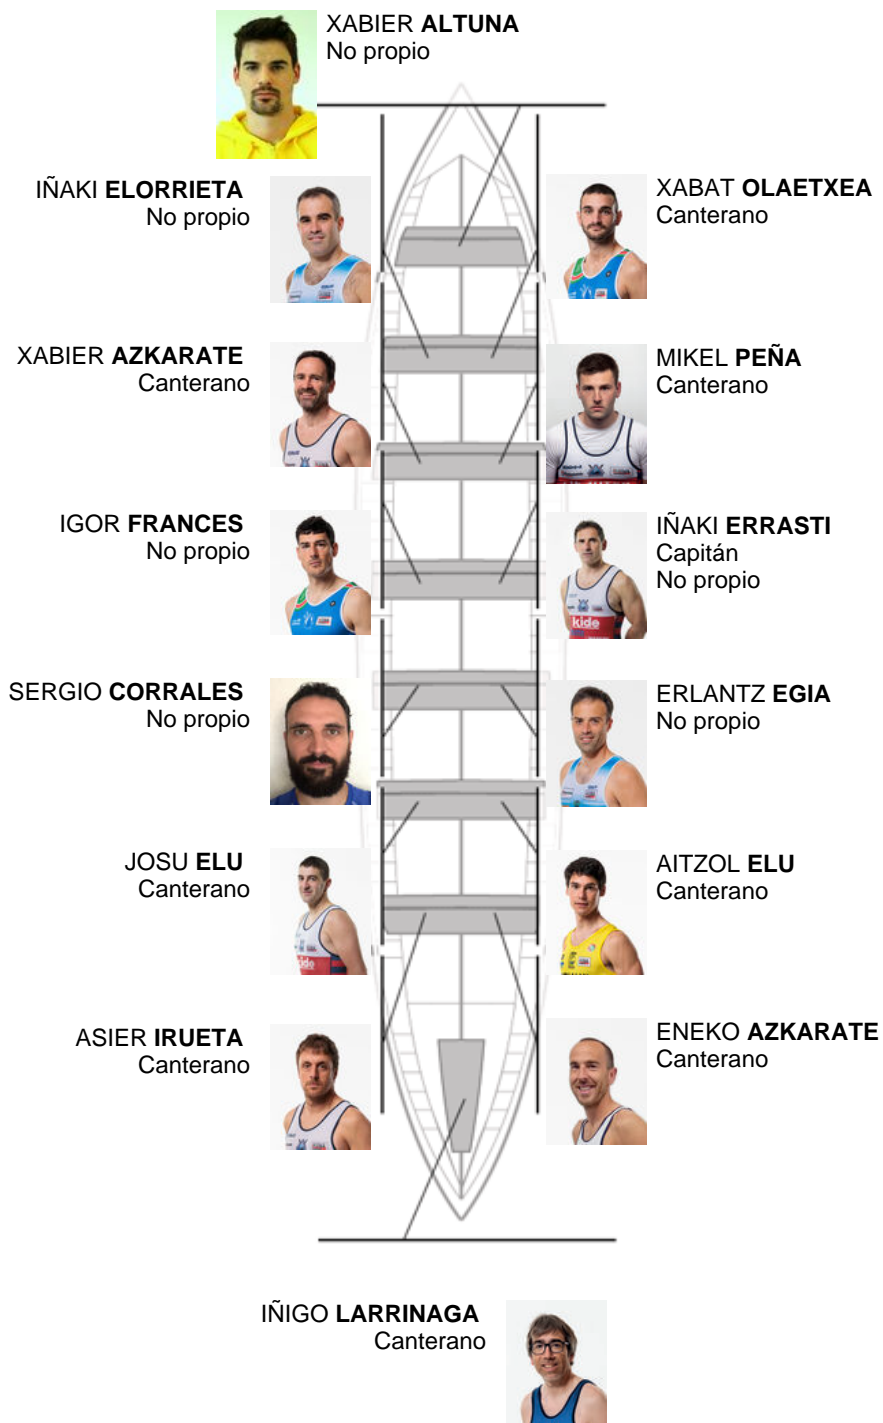 XABIER ALTUNA
No propio
IÑAKI ELORRIETA
No propio
XABAT OLAETXEA
Canterano
XABIER AZKARATE
Canterano
MIKEL PEÑA
Canterano
IGOR FRANCES
No propio
IÑAKI ERRASTI
Capitán
No propio
kide
SERGIO CORRALES
No propio
ERLANTZ EGIA
No propio
JOSU ELU
Canterano
kide
AITZOL ELU
Canterano
ASIER IRUETA
Canterano
ENEKO AZKARATE
Canterano
IÑIGO LARRINAGA
Canterano